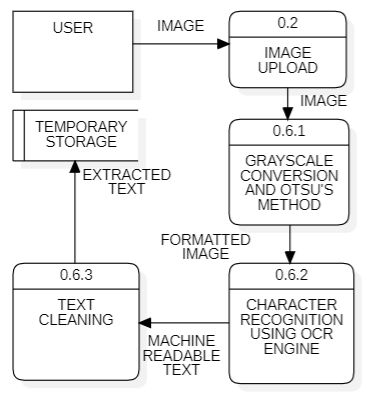 USER
IMAGE
0.2
IMAGE
UPLOAD
IMAGE
0.6.1
GRAYSCALE
CONVERSION
AND OTSU'S
METHOD
FORMATTED
IMAGE
0.6.2
CHARACTER
RECOGNITION
USING OCR
ENGINE
MACHINE
READABLE
TEXT
0.6.3
TEXT
CLEANING
EXTRACTED
TEXT
TEMPORARY
STORAGE